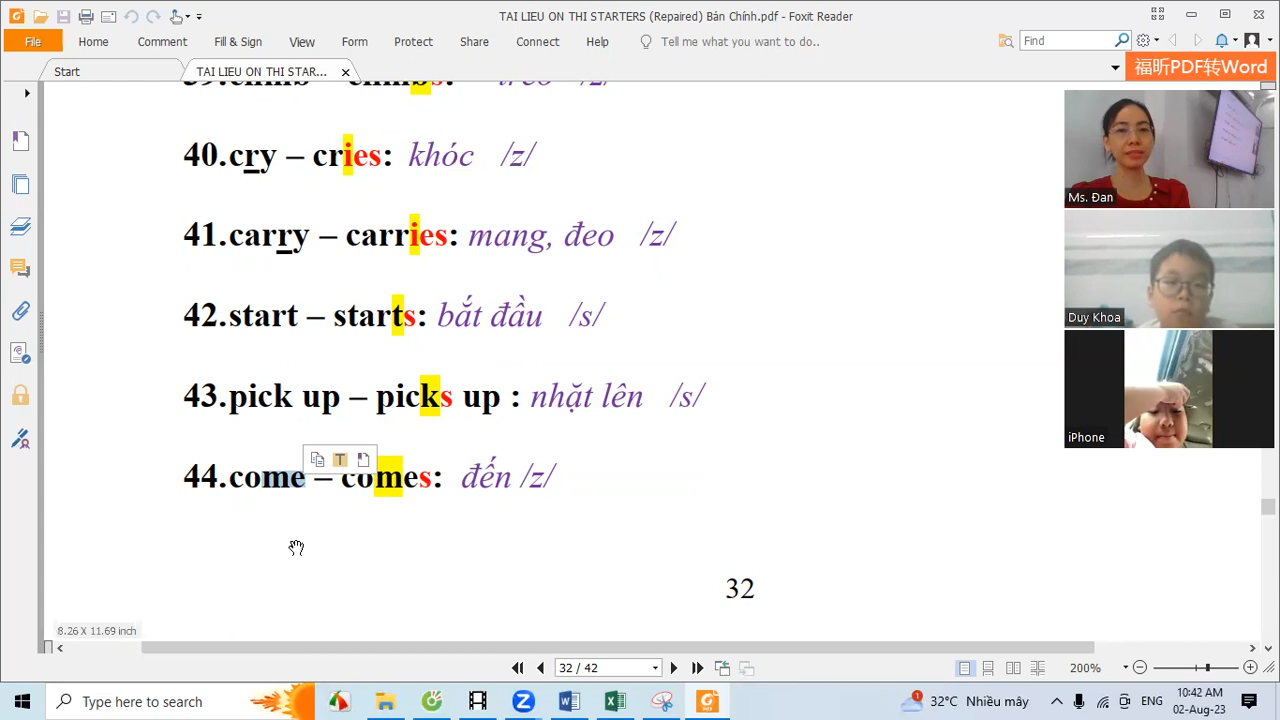 TAI LIEU ON THI STARTERS (Repaired) Bản Chính.pdf - Foxit Reader
File Home Comment Fill & Sign View Form Protect Share Connect Help Tell me what you want to do.. Find
Start TAI LIEU ON THI STAR... 福昕PDF转Word
39.climb – climbs: treo /z/
40.cry – cries: khóc /z/
41.carry – carries: mang, đeo /z/
42.start – starts: bắt đầu /s/
43.pick up – picks up : nhặt lên /s/
44.come – comes: đến /z/
32
Ms. Đan
Duy Khoa
iPhone
8.26 x 11.69 inch
32 / 42 200%
Type here to search 32°C Nhiều mây ENG 10:42 AM
02-Aug-23